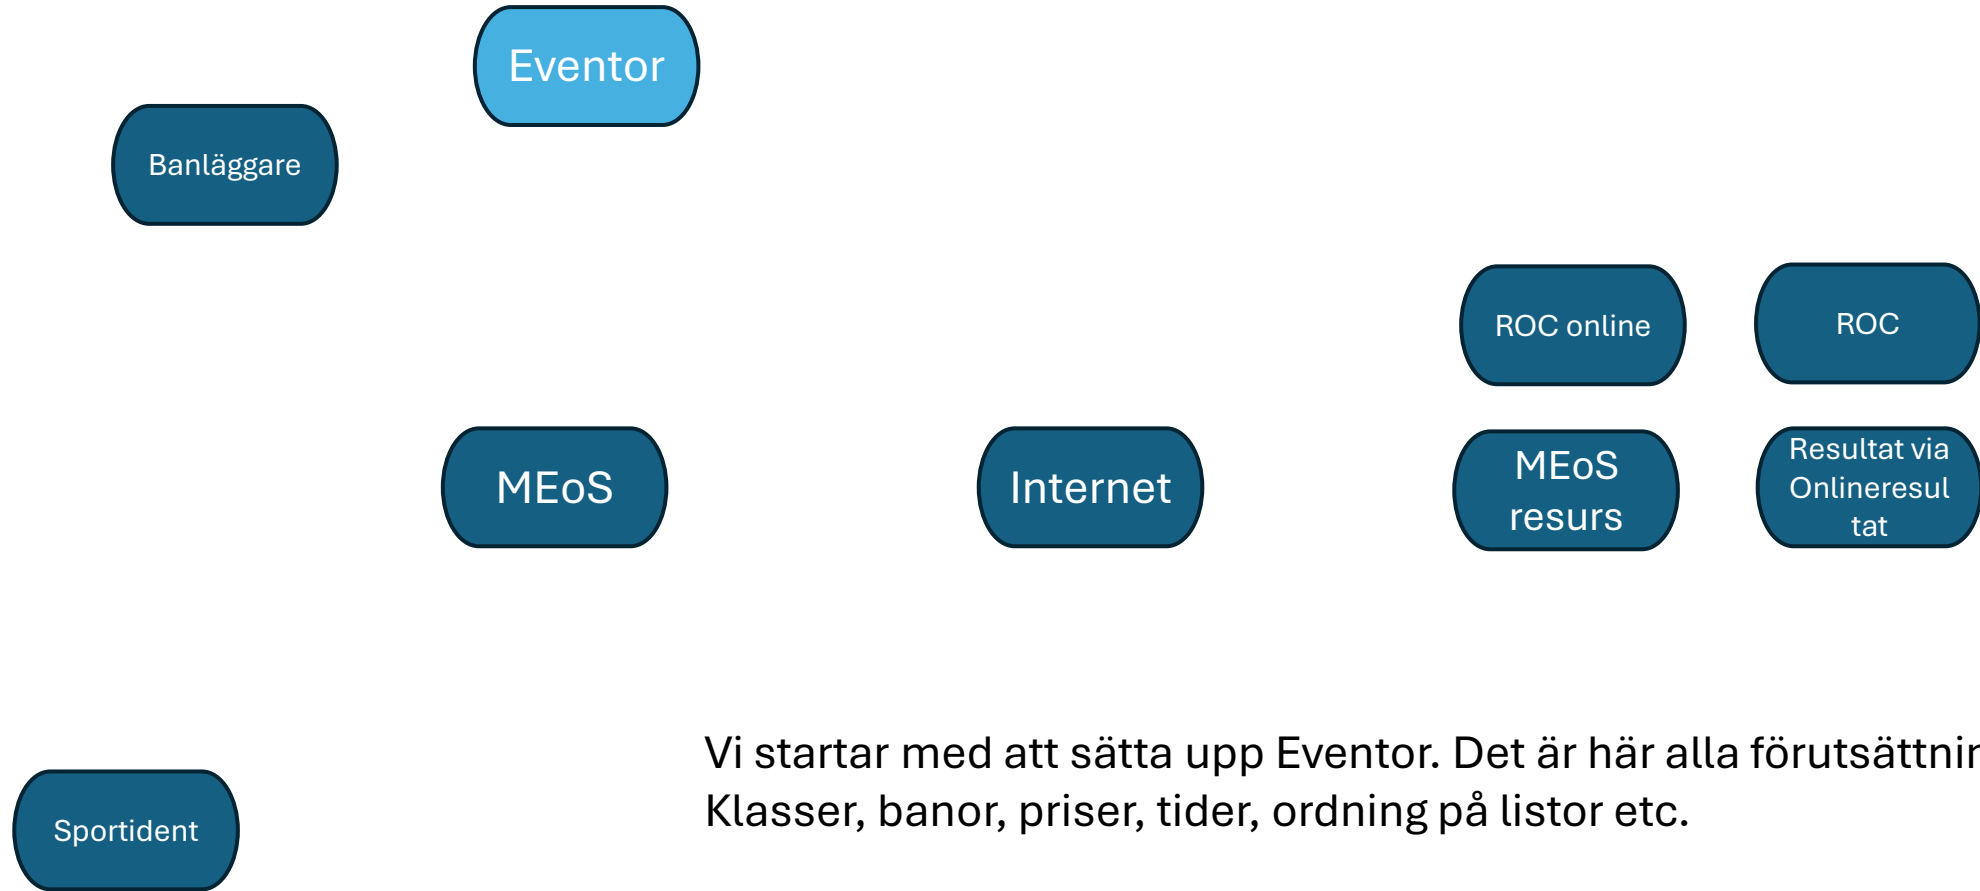 Eventor
Banläggare
ROC online
ROC
MEoS
Internet
MEoS
resurs
Resultat via
Onlineresul
tat
Vi startar med att sätta upp Eventor. Det är här alla
Klasser, banor, priser, tider, ordning på listor etc.
Sportident